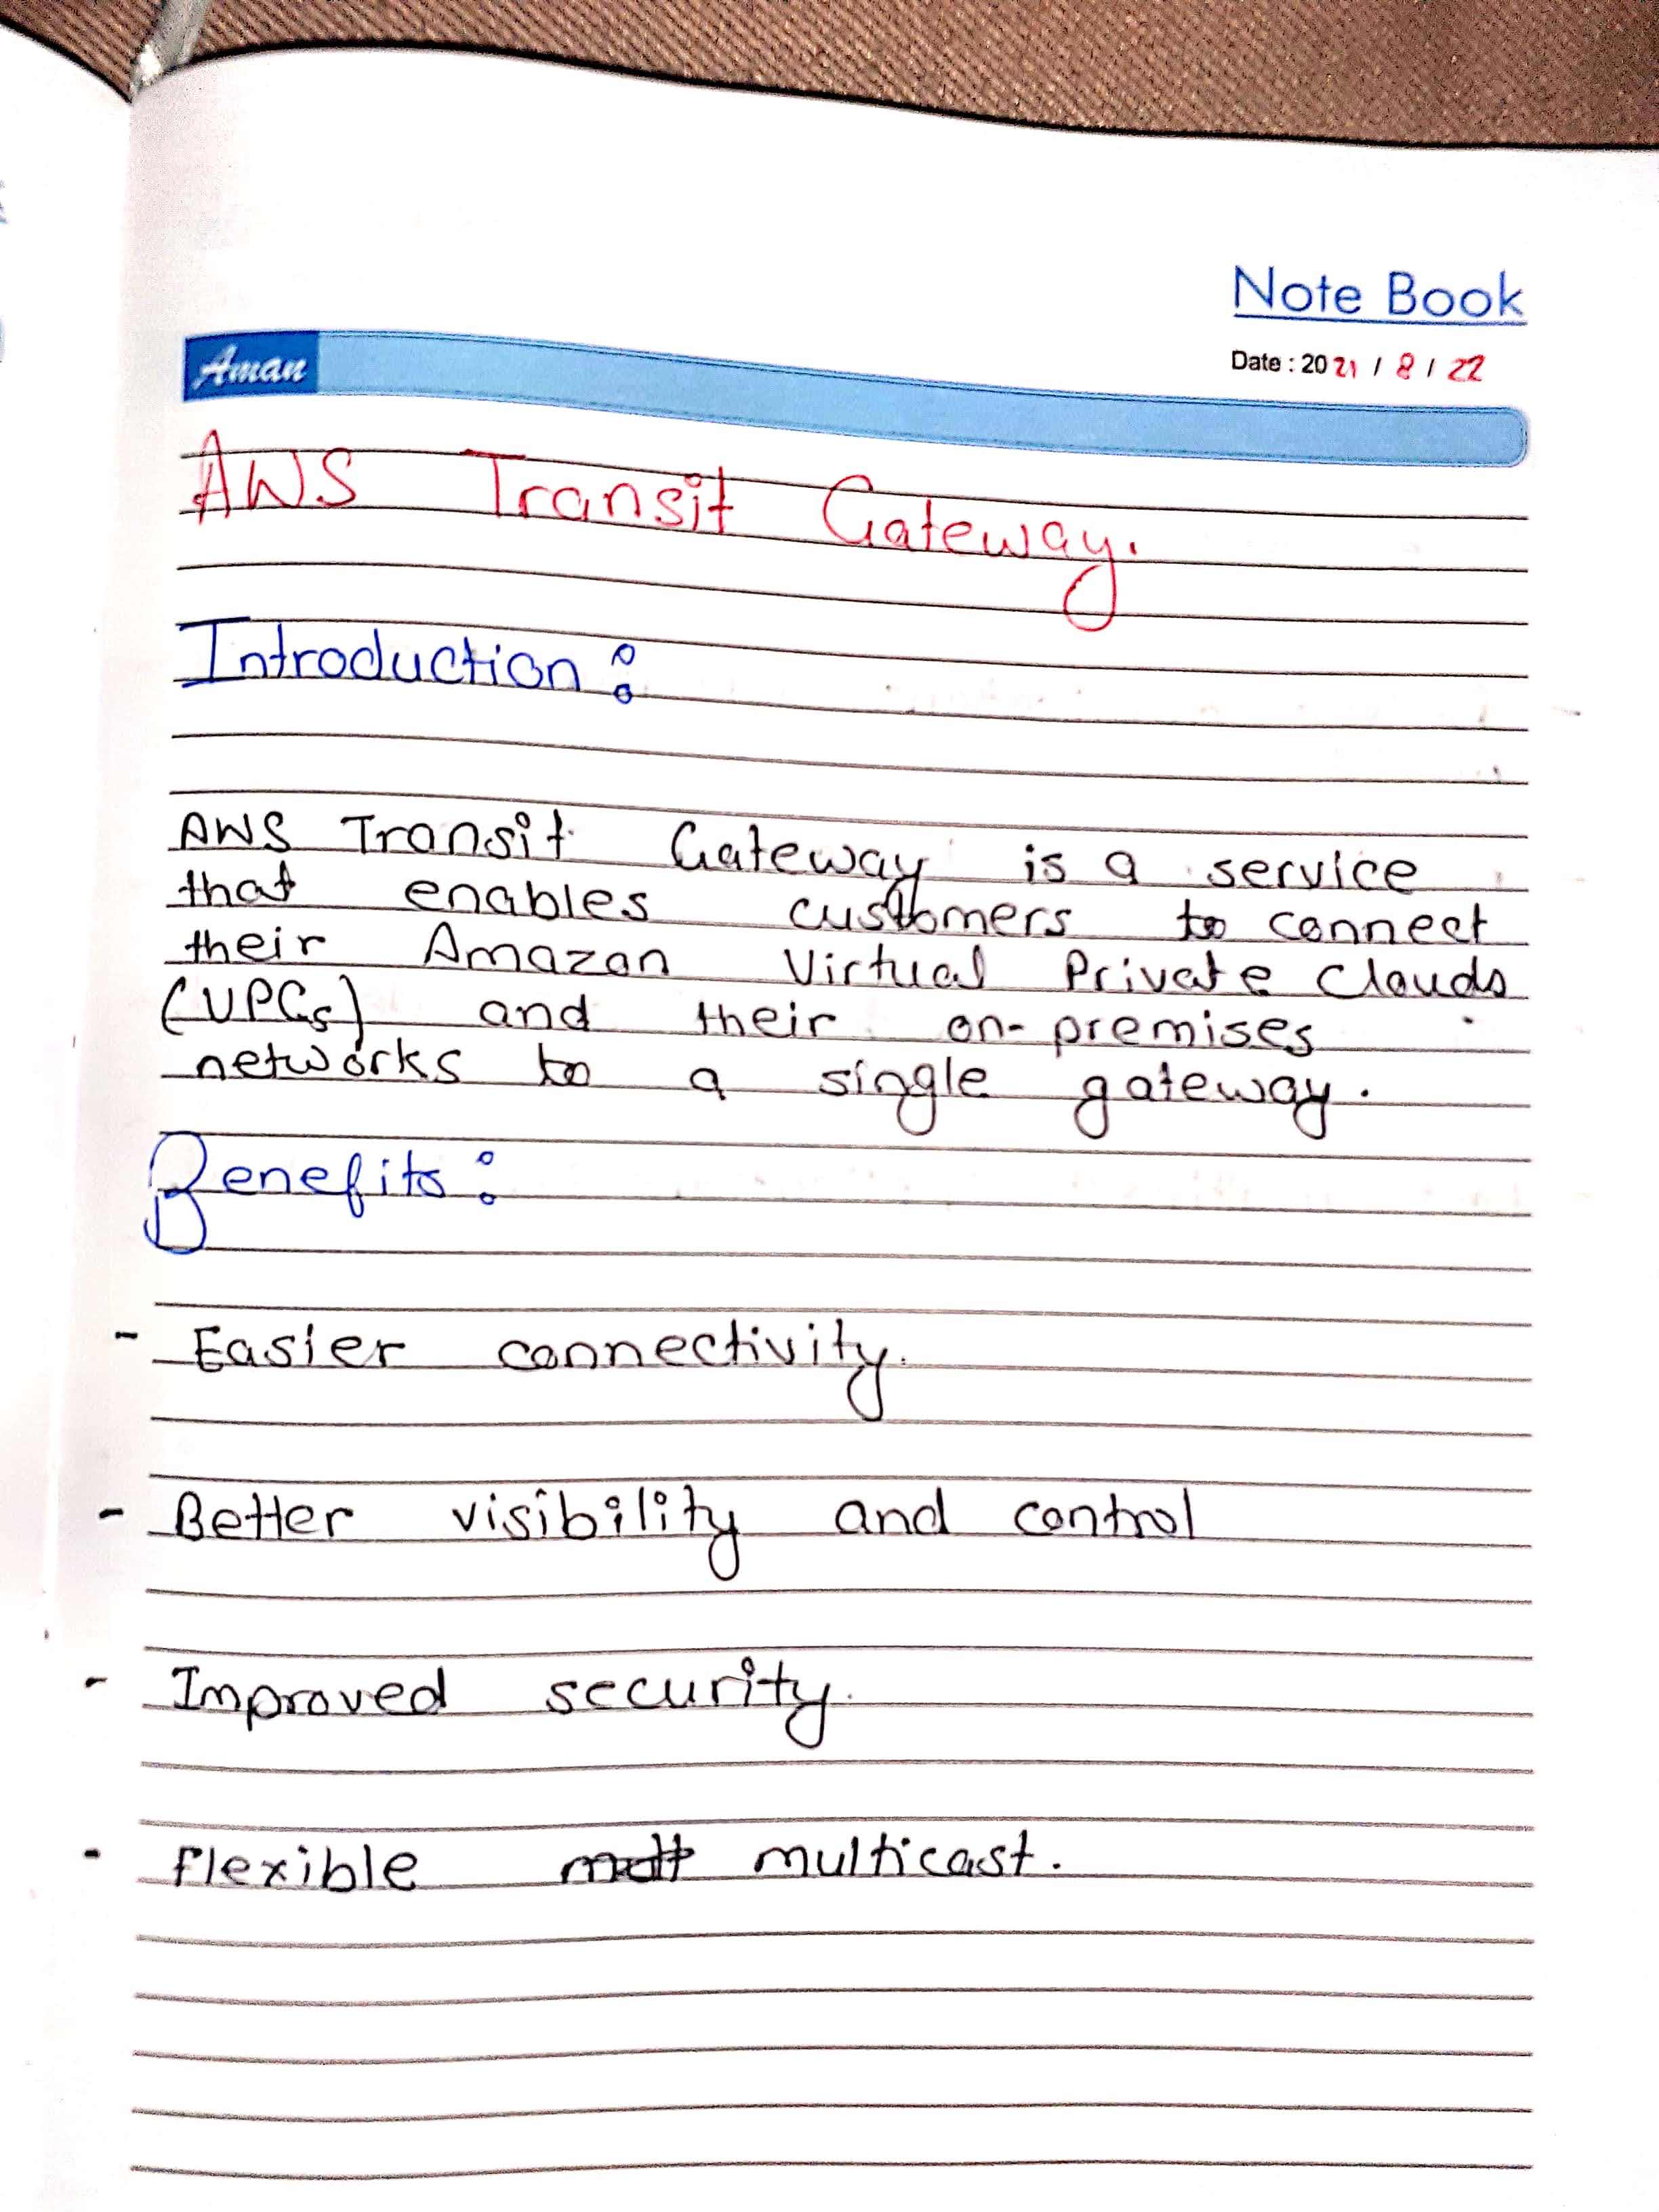 Note Book
Aman
Date : 2021 / 8 / 22
AWS Transit Gateway.
Introduction :
AWS Transit Gateway is a service
that enables customers to connect
their Amazon Virtual Private Clouds
(VPCs) and their on-premises
networks to a single gateway.
Benefits :
- Easier connectivity.
- Better visibility and control
- Improved security.
- Flexible multicast.